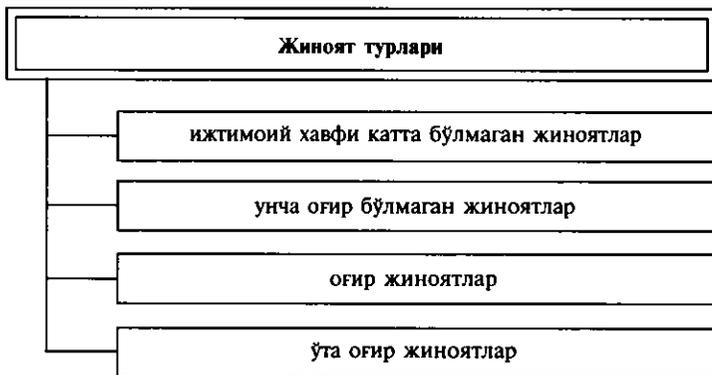 Жиноят турлари
ижтимоий хавфи катта бўлмаган жиноятлар
унча оғир бўлмаган жиноятлар
оғир жиноятлар
ўта оғир жиноятлар